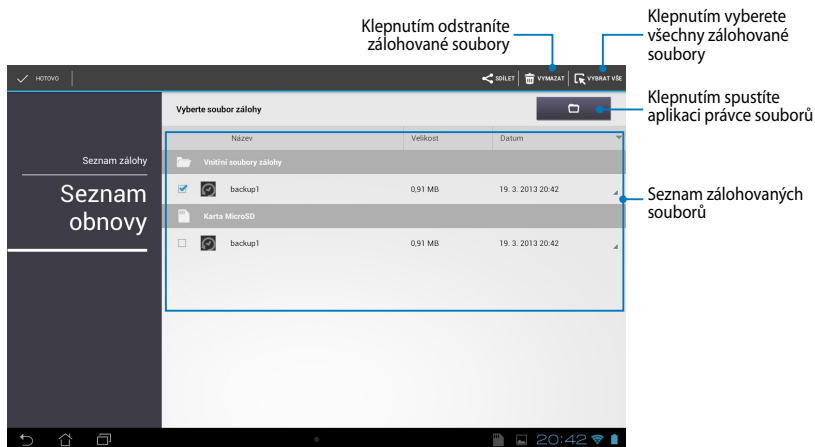 Klepnutím odstraníte
zálohované soubory
Klepnutím vyberete
všechny zálohované
soubory
HOTOVO
SDÍLET
VYMAZAT
VYBRAT VŠE
Vyberte soubor zálohy
Klepnutím spustíte
aplikaci právce souborů
Název Velikost Datum
Seznam zálohy
Vnitřní soubory zálohy
Seznam
obnovy
backup1 0,91 MB 19. 3. 2013 20:42
Seznam zálohovaných
souborů
Karta MicroSD
backup1 0,91 MB 19. 3. 2013 20:42
20:42